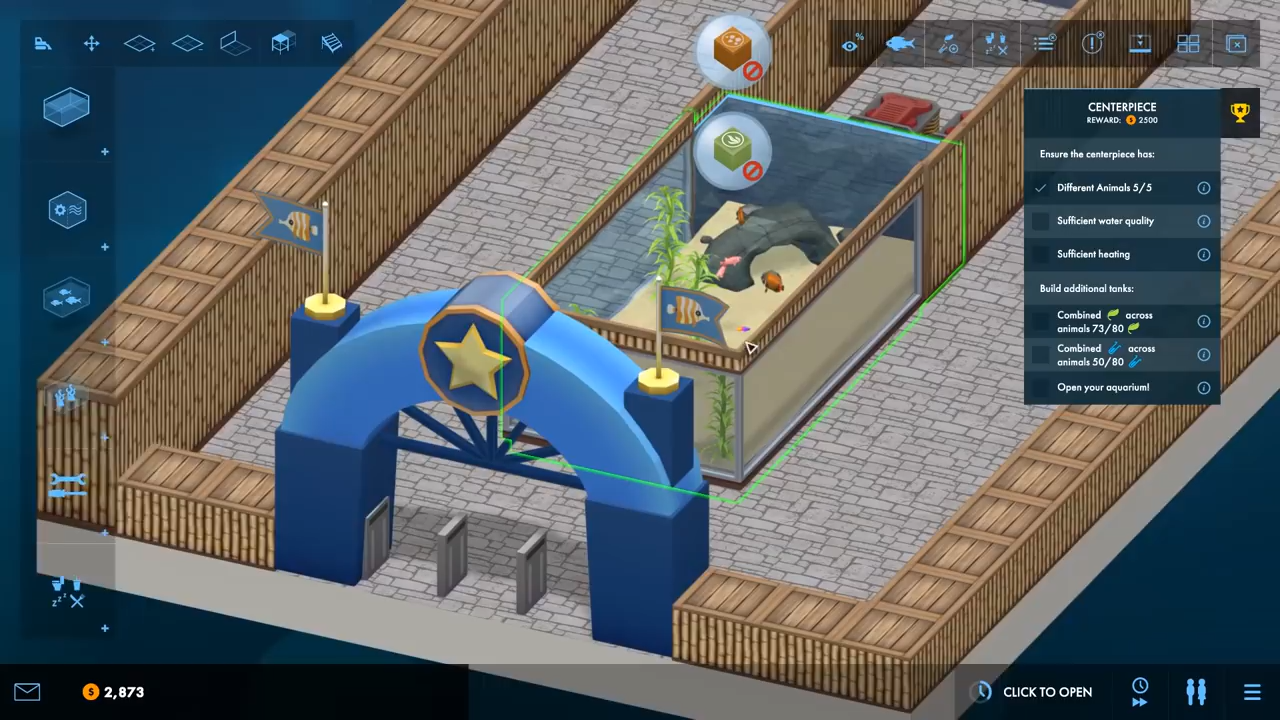 CENTERPIECE
REWARD: 2500
Ensure the centerpiece has:
Different Animals 5/5
Sufficient water quality
Sufficient heating
Build additional tanks:
Combined across
animals 73/80
Combined across
animals 50/80
Open your aquarium!
2,873
CLICK TO OPEN